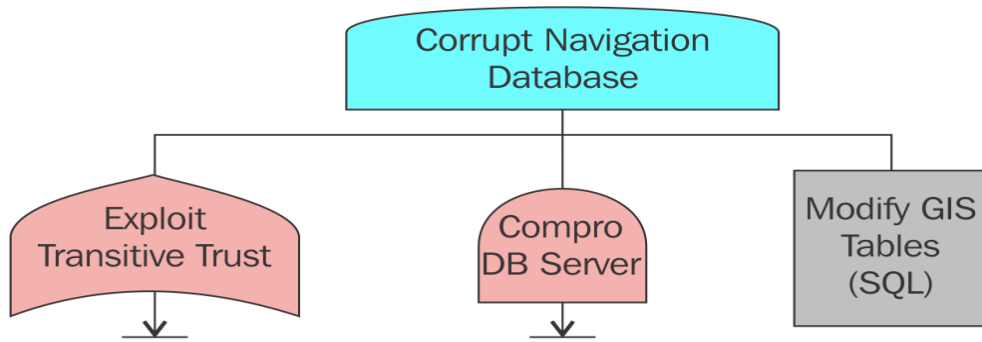 Corrupt Navigation
Database
Exploit
Transitive Trust
Compro
DB Server
Modify GIS
Tables
(SQL)